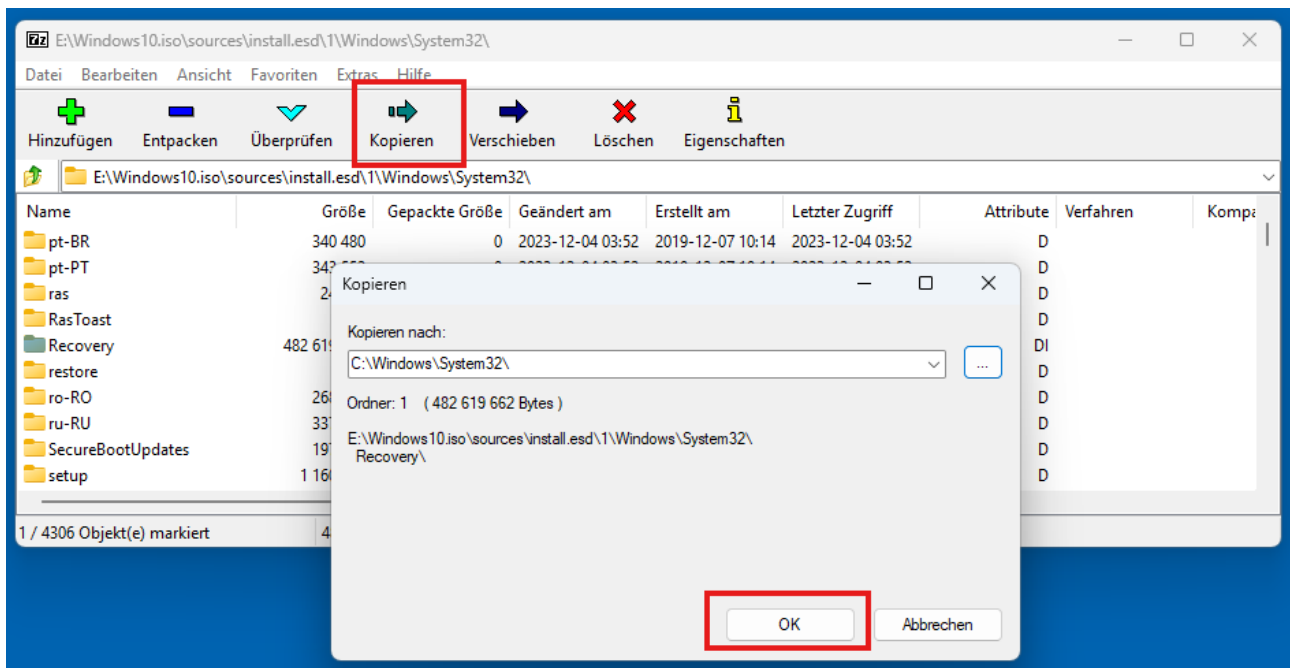 E:\Windows10.iso\sources\install.esd\1\Windows\System32\
Datei Bearbeiten Ansicht Favoriten Extras Hilfe
Hinzufügen Entpacken Überprüfen Kopieren Verschieben Löschen Eigenschaften
E:\Windows10.iso\sources\install.esd\1\Windows\System32\
Name Größe Gepackte Größe Geändert am Erstellt am Letzter Zugriff Attribute Verfahren
pt-BR 340 480 0 2023-12-04 03:52 2019-12-07 10:14 2023-12-04 03:52 D
pt-PT D
ras D
RasToast D
Recovery 482 61 DI
restore D
ro-RO D
ru-RU D
SecureBootUpdates D
setup D
1 / 4306 Objekt(e) markiert
Kopieren
Kopieren nach:
C:\Windows\System32\
...
Ordner: 1 ( 482 619 662 Bytes )
E:\Windows10.iso\sources\install.esd\1\Windows\System32\
Recovery\
OK Abbrechen